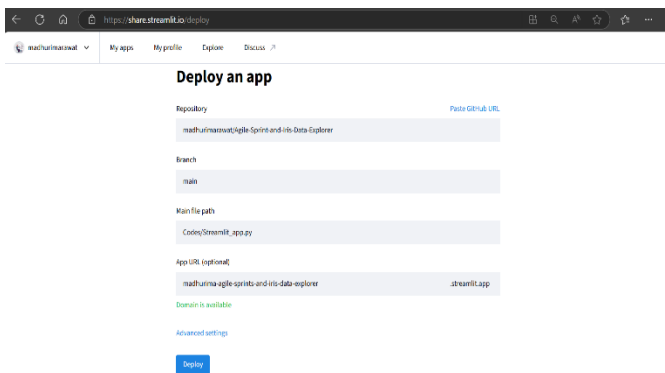 https://share.streamlit.io/deploy
madhurimarawat My apps My profile Explore Discuss ↗
Deploy an app
Repository Paste GitHub URL
madhurimarawat/Agile-Sprint-and-Iris-Data-Explorer
Branch
main
Main file path
Codes/Streamlit_app.py
App URL (optional)
madhurima-agile-sprints-and-iris-data-explorer .streamlit.app
Domain is available
Advanced settings
Deploy